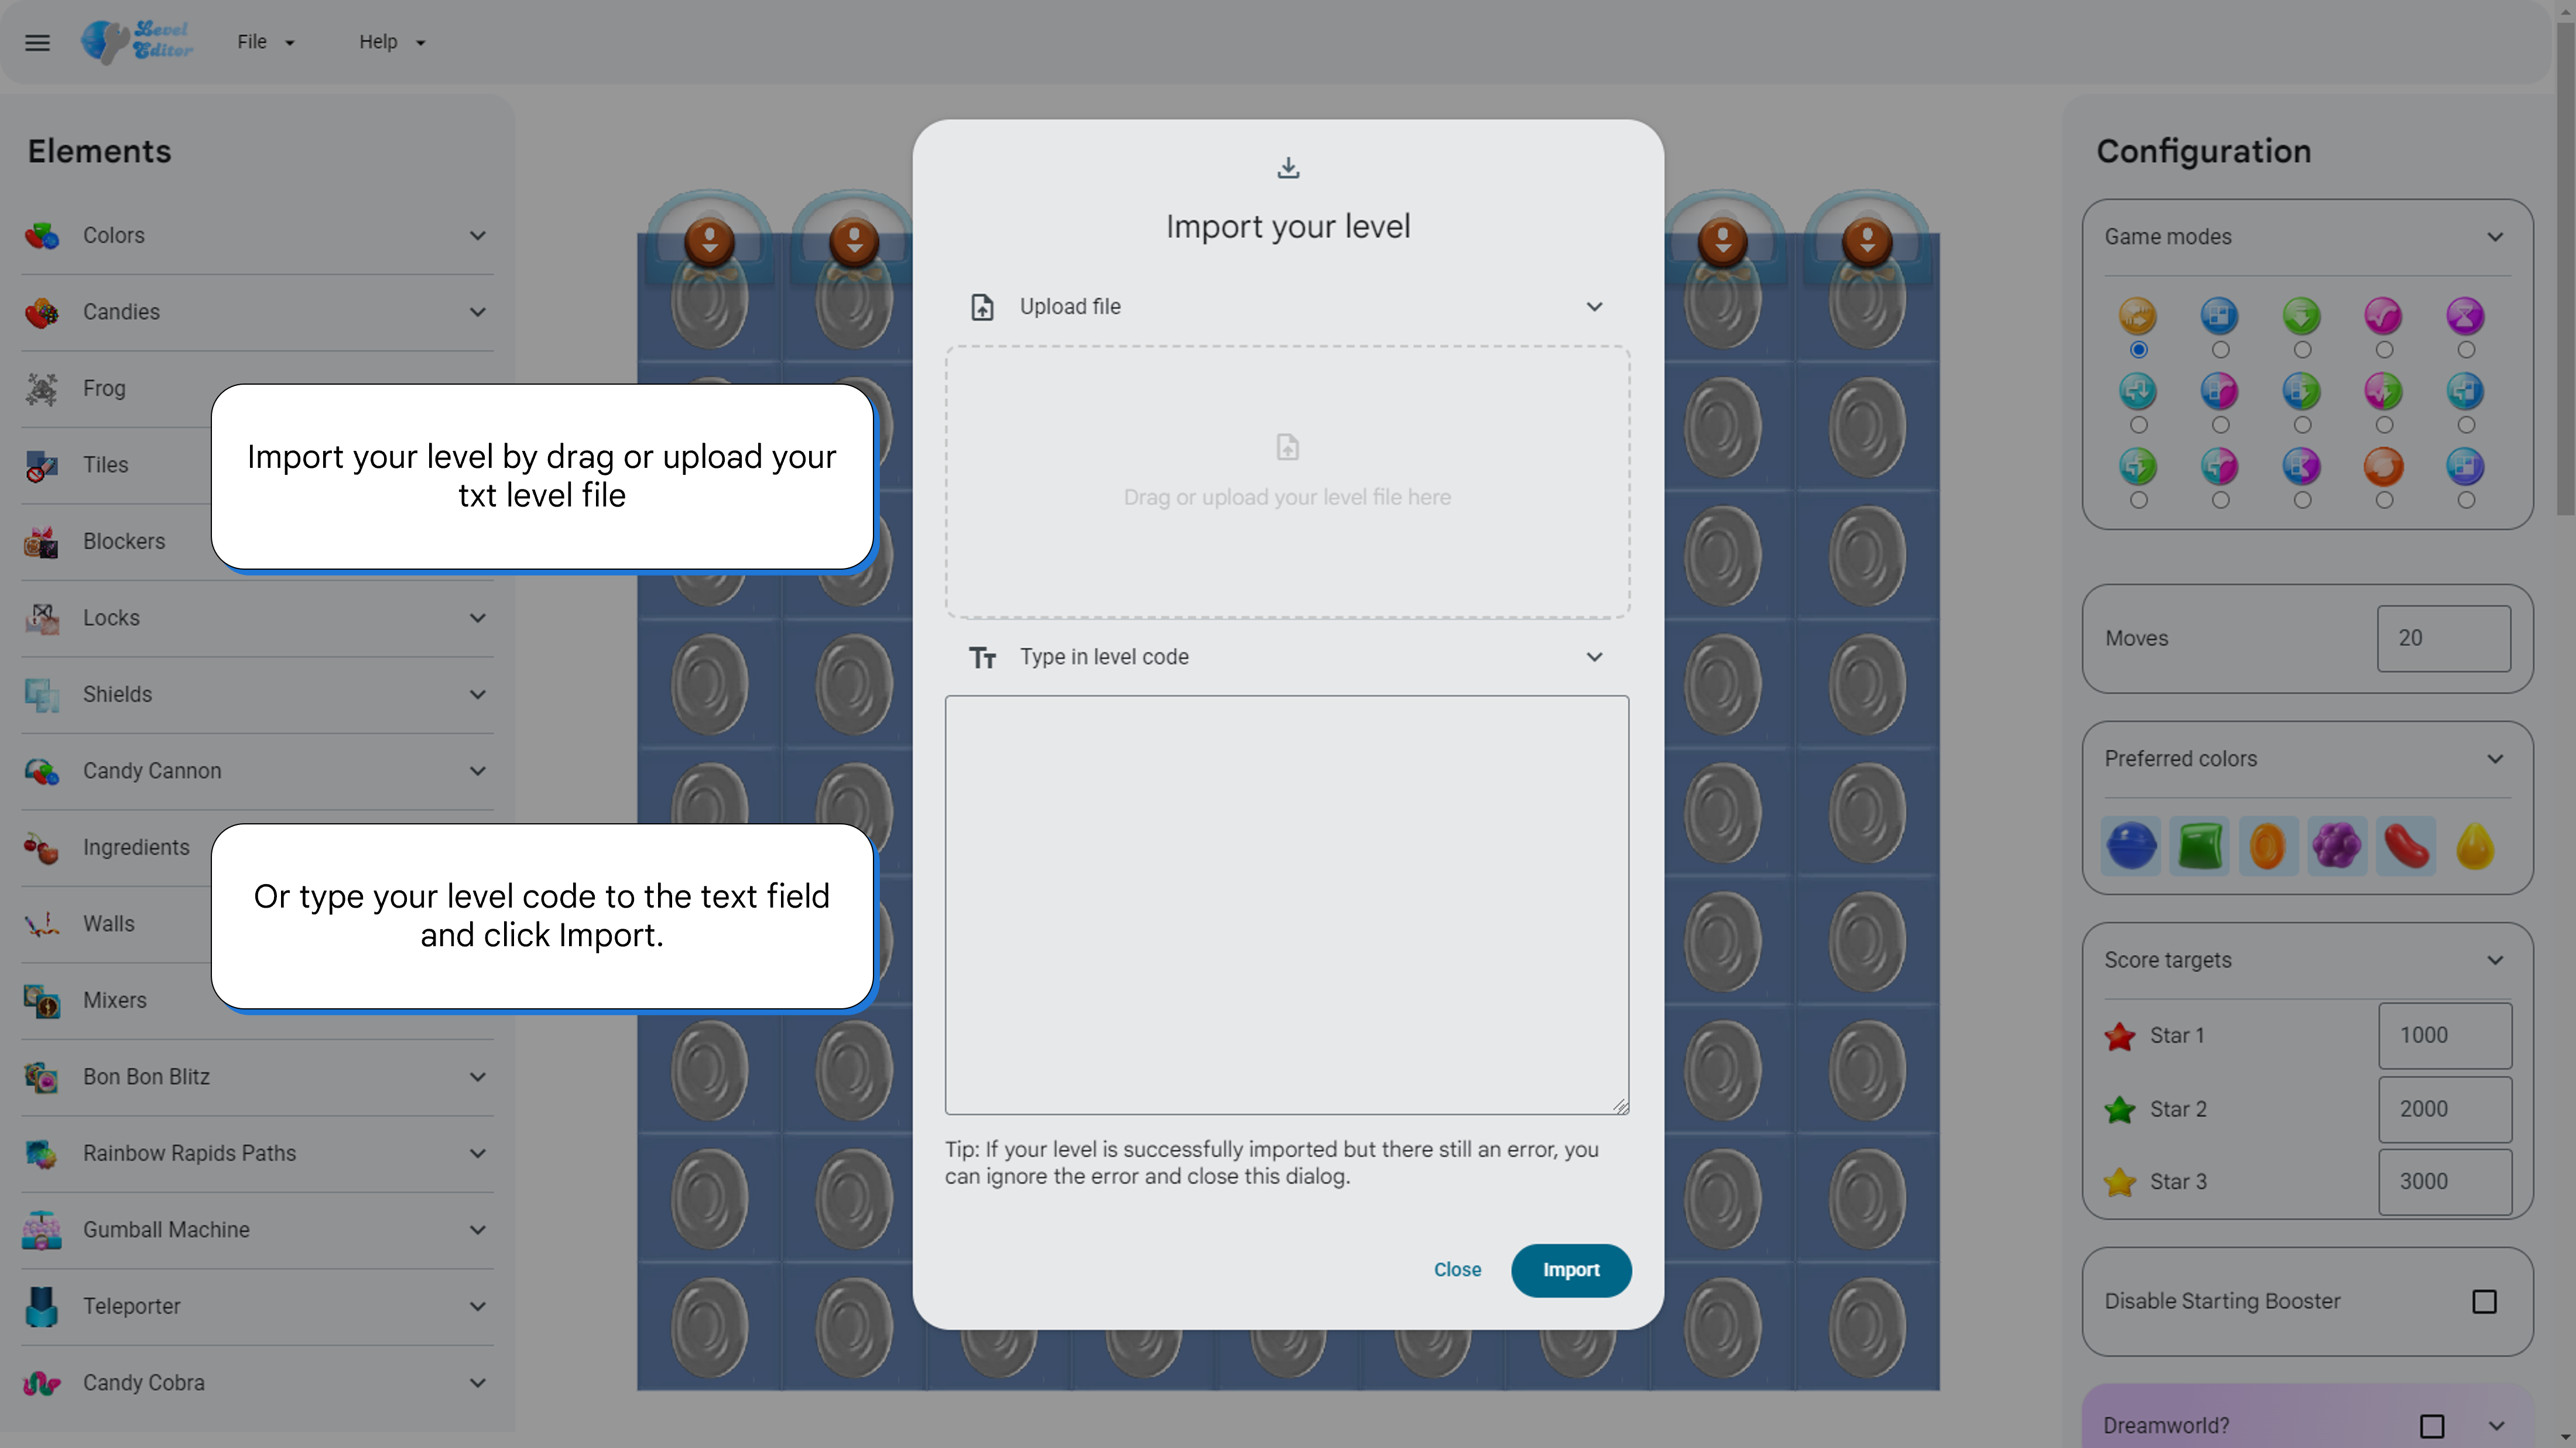 Level
Editor
File
Help
Elements
Colors
Candies
Frog
Tiles
Blockers
Locks
Shields
Candy Cannon
Ingredients
Walls
Mixers
Bon Bon Blitz
Rainbow Rapids Paths
Gumball Machine
Teleporter
Candy Cobra
Import your level by drag or upload your
txt level file
Or type your level code to the text field
and click Import.
Import your level
Upload file
Drag or upload your level file here
Type in level code
Tip: If your level is successfully imported but there still an error, you
can ignore the error and close this dialog.
Close
Import
Configuration
Game modes
Moves
20
Preferred colors
Score targets
Star 1
1000
Star 2
2000
Star 3
3000
Disable Starting Booster
Dreamworld?